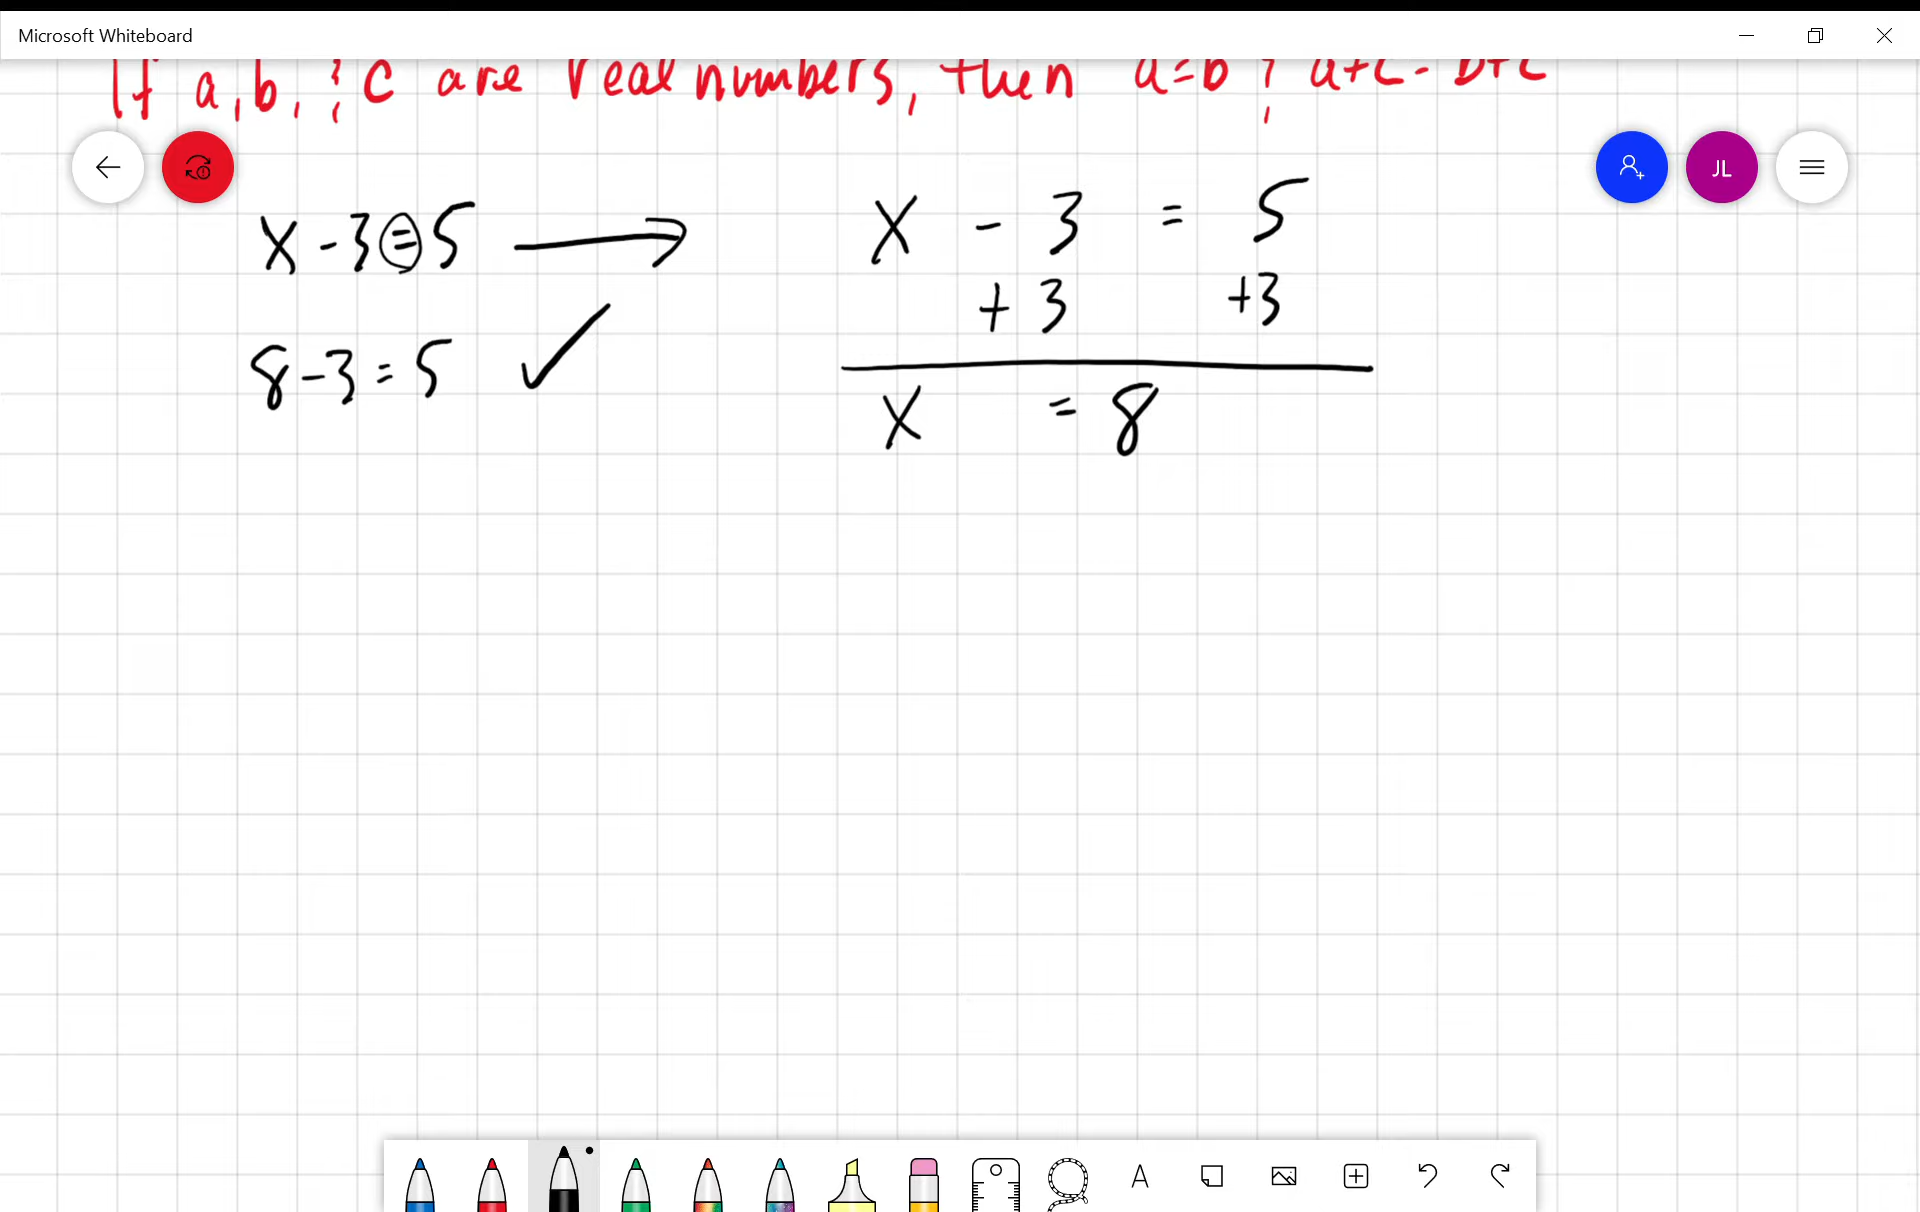 Microsoft Whiteboard
If a, b, & c are real numbers, then a=b & a+c = b+c
JL
x - 3 = 5
8 - 3 = 5 ✓
x - 3 = 5
+ 3 +3
x = 8
A